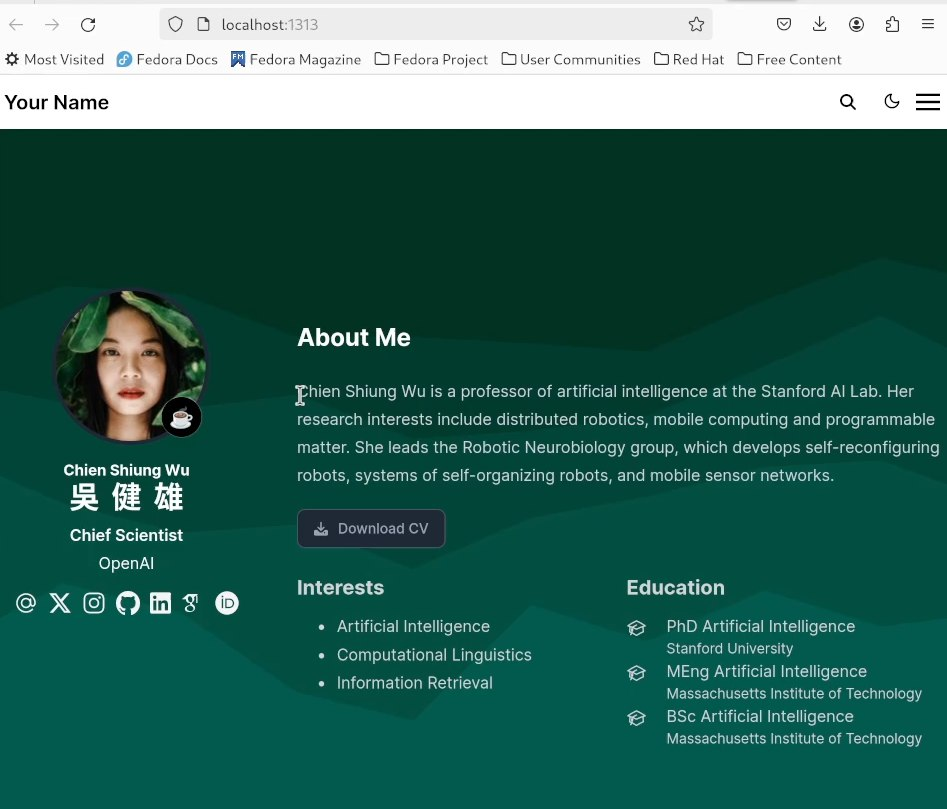 localhost:1313
Most Visited Fedora Docs Fedora Magazine Fedora Project User Communities Red Hat Free Content
Your Name
About Me
Chien Shiung Wu is a professor of artificial intelligence at the Stanford AI Lab. Her
research interests include distributed robotics, mobile computing and programmable
matter. She leads the Robotic Neurobiology group, which develops self-reconfiguring
robots, systems of self-organizing robots, and mobile sensor networks.
Download CV
Chien Shiung Wu
吳健雄
Chief Scientist
OpenAI
Interests
Artificial Intelligence
Computational Linguistics
Information Retrieval
Education
PhD Artificial Intelligence
Stanford University
MEng Artificial Intelligence
Massachusetts Institute of Technology
BSc Artificial Intelligence
Massachusetts Institute of Technology